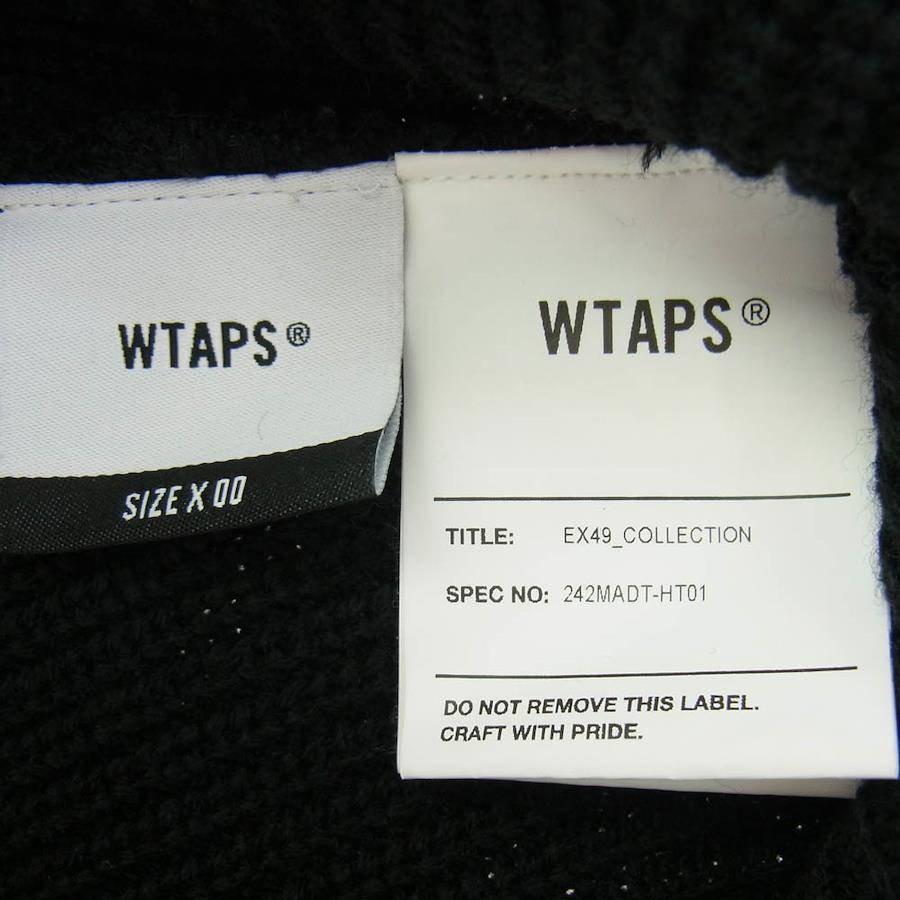 WTAPS®
SIZE X 00
WTAPS®
TITLE: EX49_COLLECTION
SPEC NO: 242MADT-HT01
DO NOT REMOVE THIS LABEL.
CRAFT WITH PRIDE.